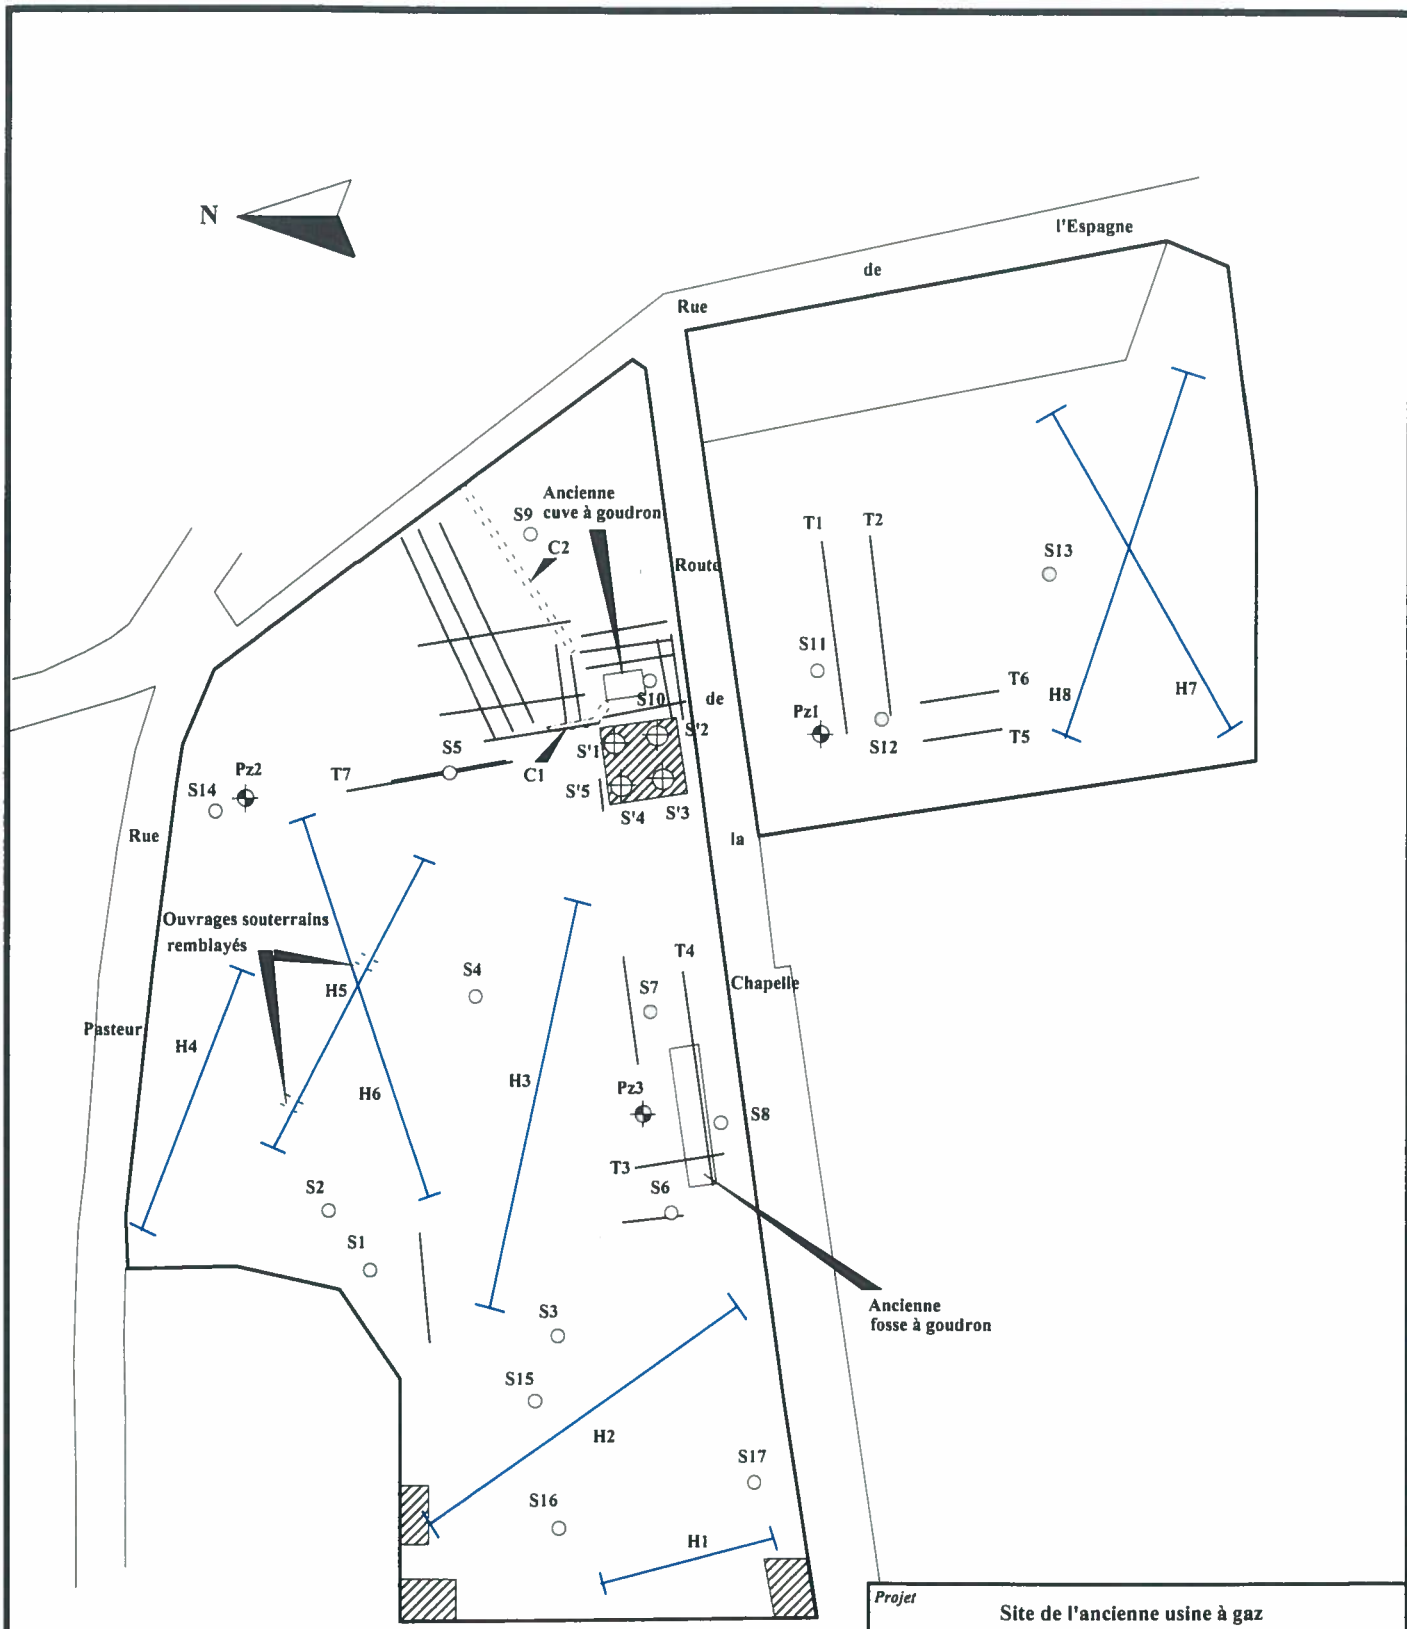 N
l'Espagne
de
Rue
Ancienne
cuve à goudron
S9
C2
T1
T2
Route
S13
S11
T6
S10
de
H8
H7
Pz1
S'2
S12
T5
S'1
S5
C1
Pz2
T7
S14
S'5
S'4
S'3
Rue
la
Ouvrages souterrains
remblayés
T4
S4
Chapelle
S7
H5
Pasteur
H4
H3
H6
Pz3
S8
T3
S2
S6
S1
Ancienne
fosse à goudron
S3
S15
H2
S17
S16
H1
Projet
Site de l'ancienne usine à gaz